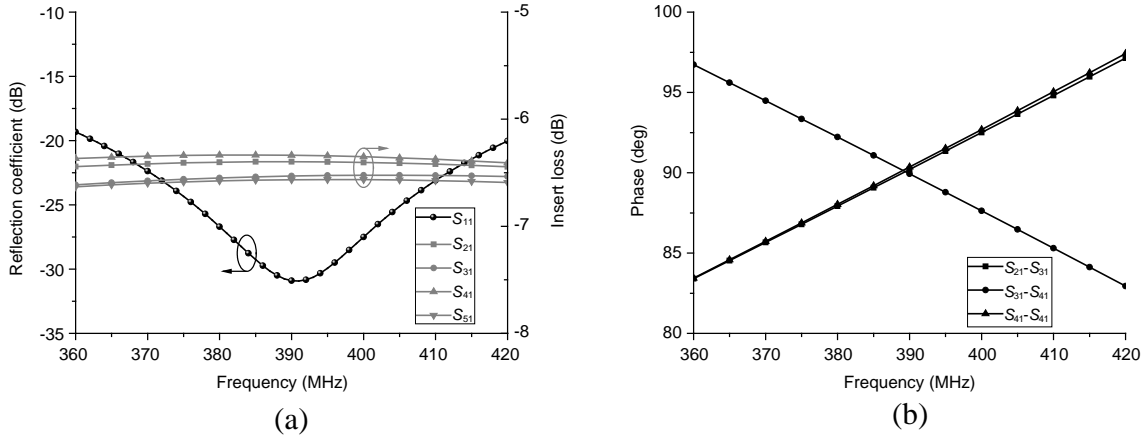 -10
-15
-20
-25
-30
-35
Reflection coefficient (dB)
-5
-6
-7
-8
Insert loss (dB)
S11
S21
S31
S41
S51
360 370 380 390 400 410 420
Frequency (MHz)
(a)
100
95
90
85
80
Phase (deg)
S21-S31
S31-S41
S41-S41
360 370 380 390 400 410 420
Frequency (MHz)
(b)